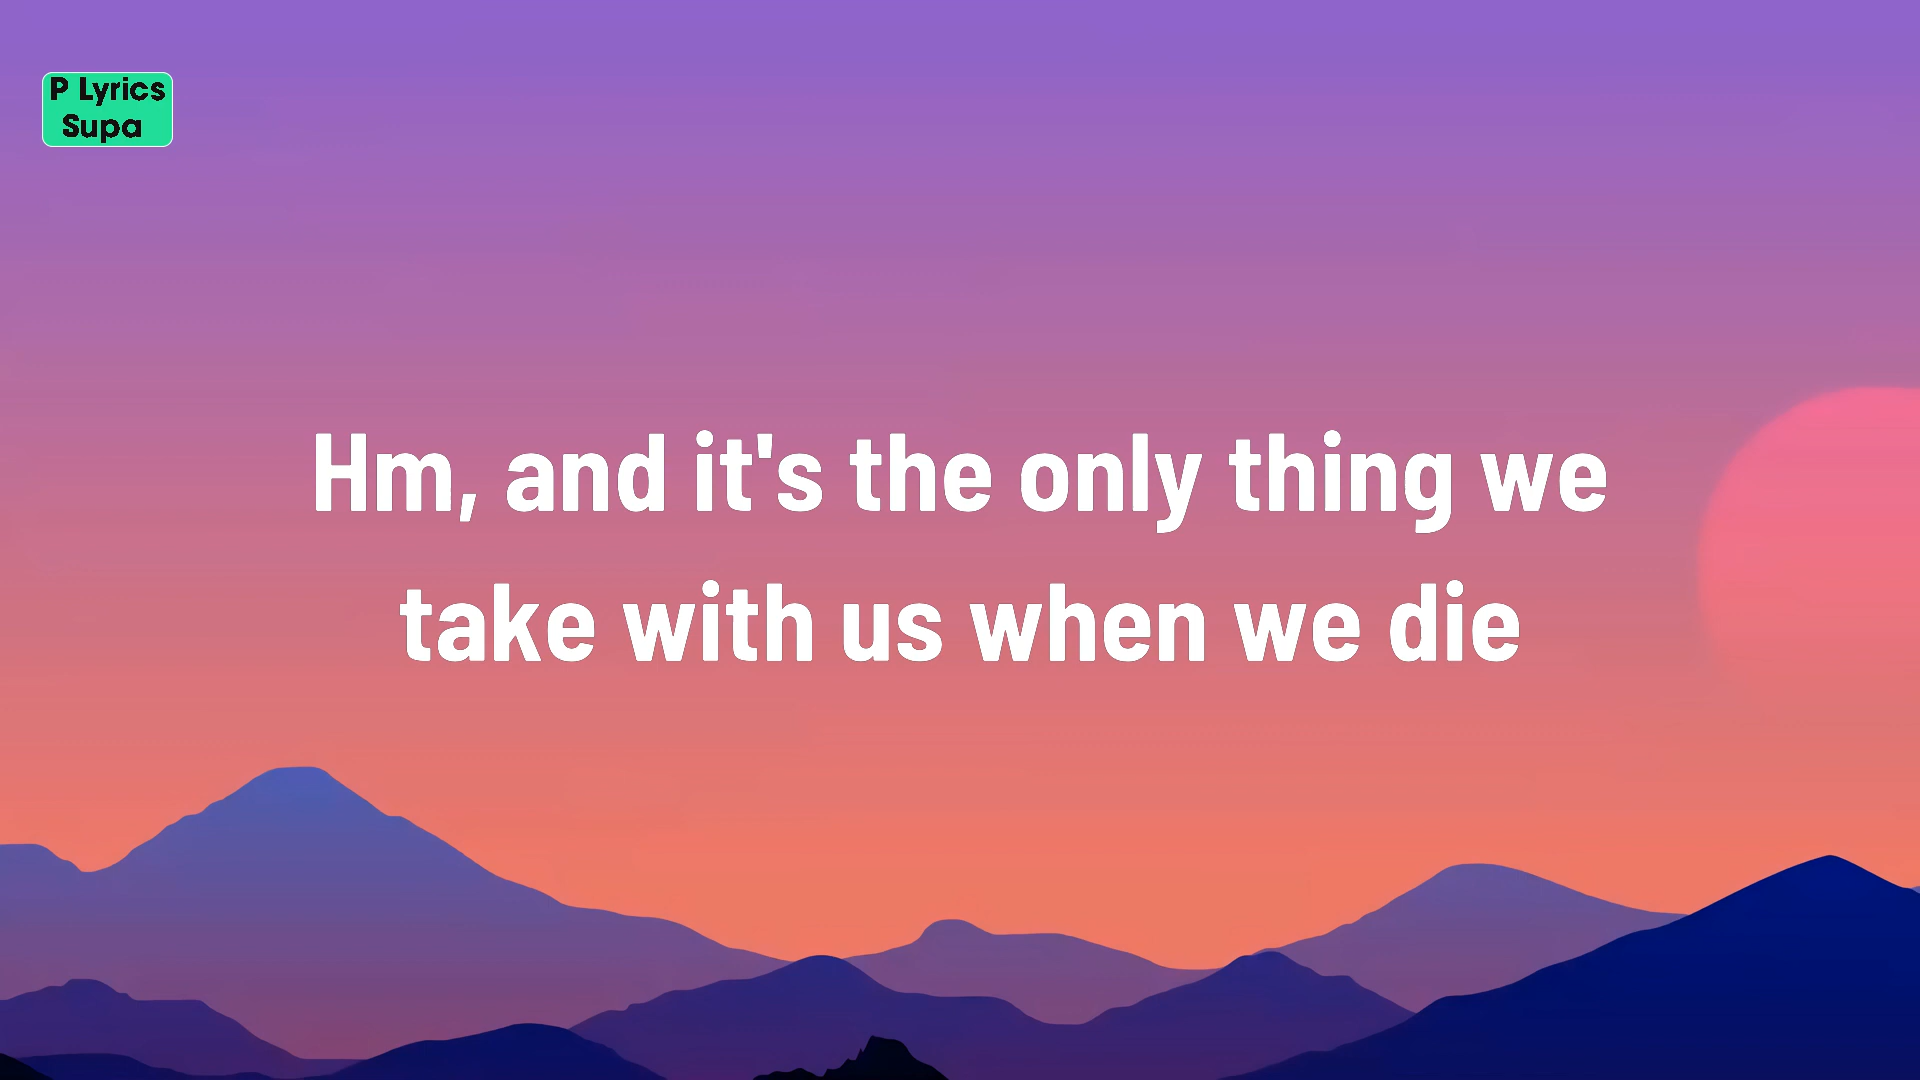 P Lyrics
Supa
Hm, and it's the only thing we
take with us when we die